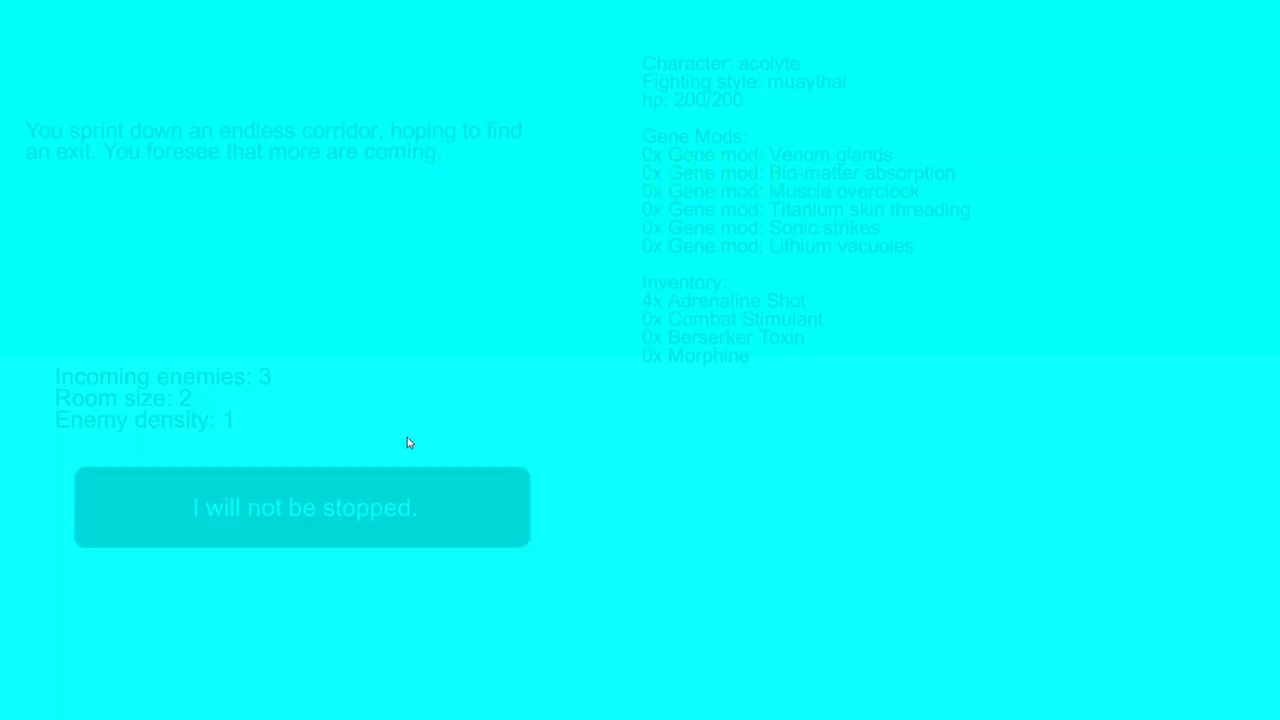 You sprint down an endless corridor, hoping to find
an exit. You foresee that more are coming.
Incoming enemies: 3
Room size: 2
Enemy density: 1
I will not be stopped.
Character: acolyte
Fighting style: muaythai
hp: 200/200
Gene Mods:
0x Gene mod: Venom glands
0x Gene mod: Bio-matter absorption
0x Gene mod: Muscle overclock
0x Gene mod: Titanium skin threading
0x Gene mod: Sonic strikes
0x Gene mod: Lithium vacuoles
Inventory:
4x Adrenaline Shot
0x Combat Stimulant
0x Berserker Toxin
0x Morphine